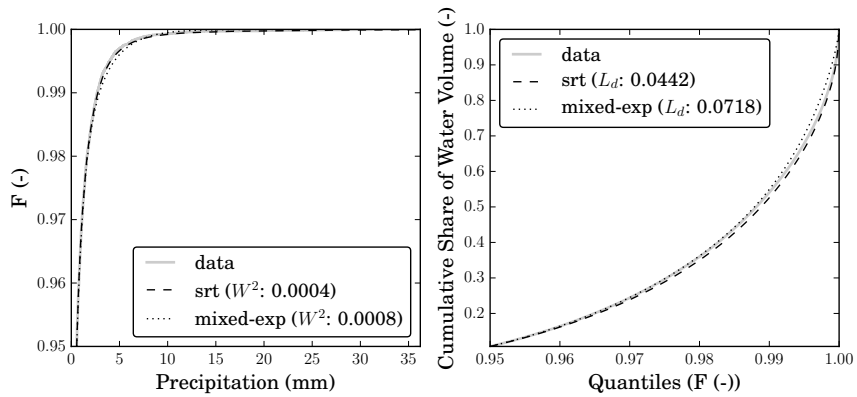 1.00
0.99
0.98
0.97
0.96
0.95
F (-)
data
srt (W²: 0.0004)
mixed-exp (W²: 0.0008)
0 5 10 15 20 25 30 35
Precipitation (mm)
Cumulative Share of Water Volume (-)
1.0
0.9
0.8
0.7
0.6
0.5
0.4
0.3
0.2
data
srt (L_d: 0.0442)
mixed-exp (L_d: 0.0718)
0.95 0.96 0.97 0.98 0.99 1.00
Quantiles (F (-))